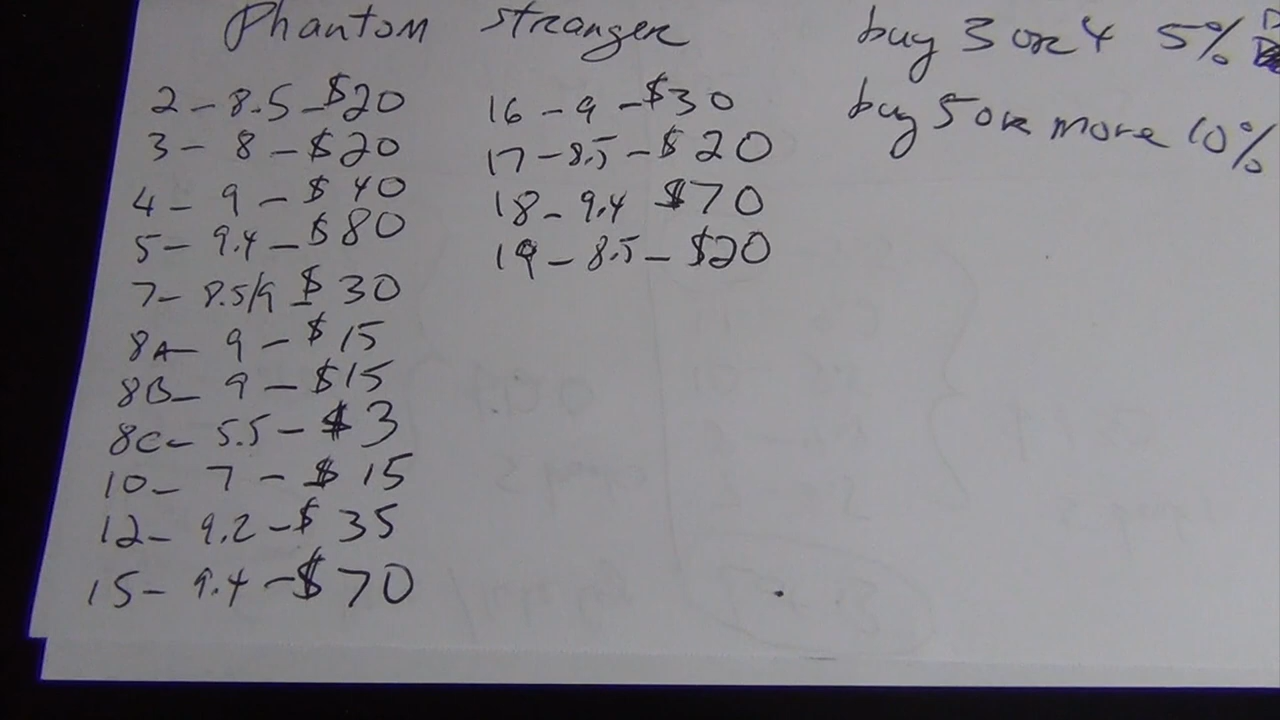 Phantom Stranger
2 - 8.5 - $20
3 - 8 - $20
4 - 9 - $40
5 - 9.4 - $80
7 - 8.5/9 $30
8A - 9 - $15
8B - 9 - $15
8C - 5.5 - $3
10 - 7 - $15
12 - 9.2 - $35
15 - 9.4 - $70
16 - 9 - $30
17 - 8.5 - $20
18 - 9.4 $70
19 - 8.5 - $20
buy 3 or 4 5%
buy 5 or more 10%